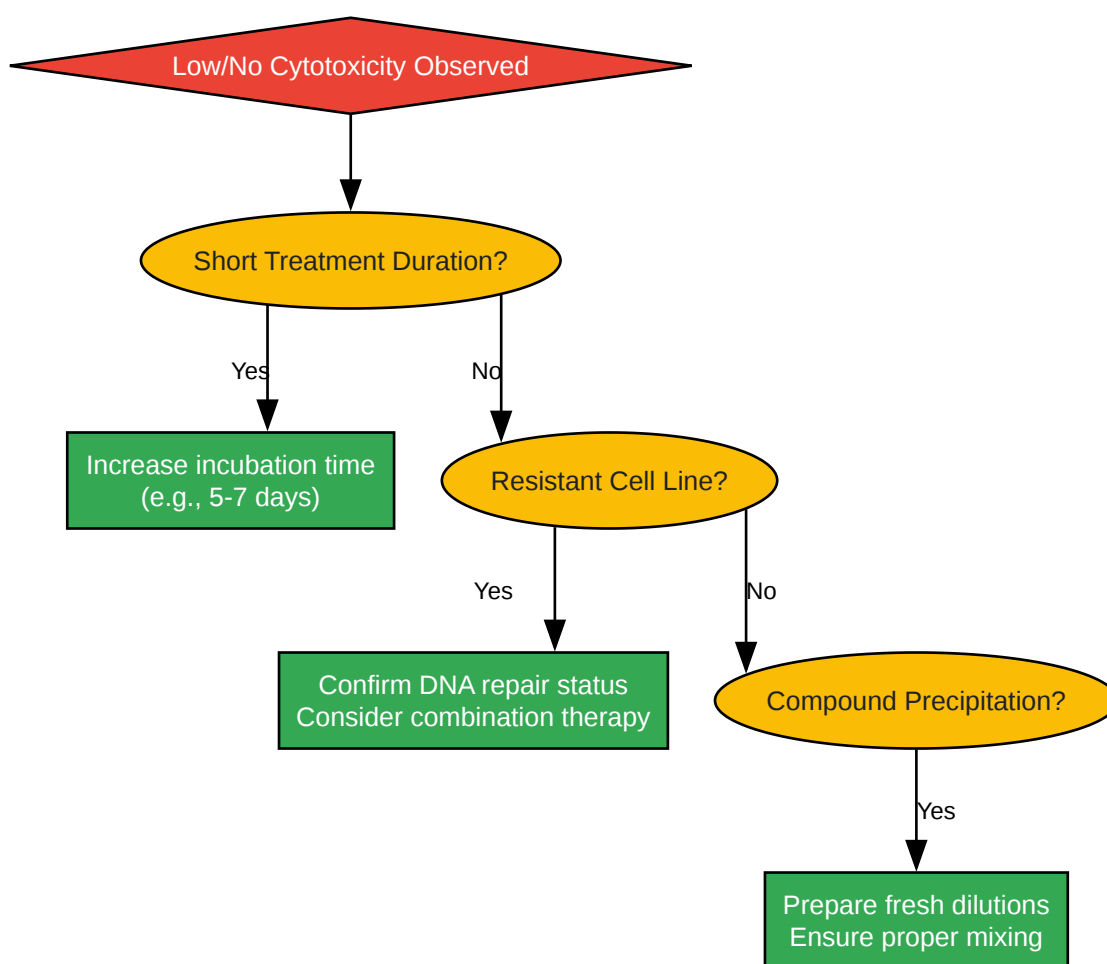 Low/No Cytotoxicity Observed
Short Treatment Duration?
Yes
No
Increase incubation time
(e.g., 5-7 days)
Resistant Cell Line?
Yes
No
Confirm DNA repair status
Consider combination therapy
Compound Precipitation?
Yes
Prepare fresh dilutions
Ensure proper mixing